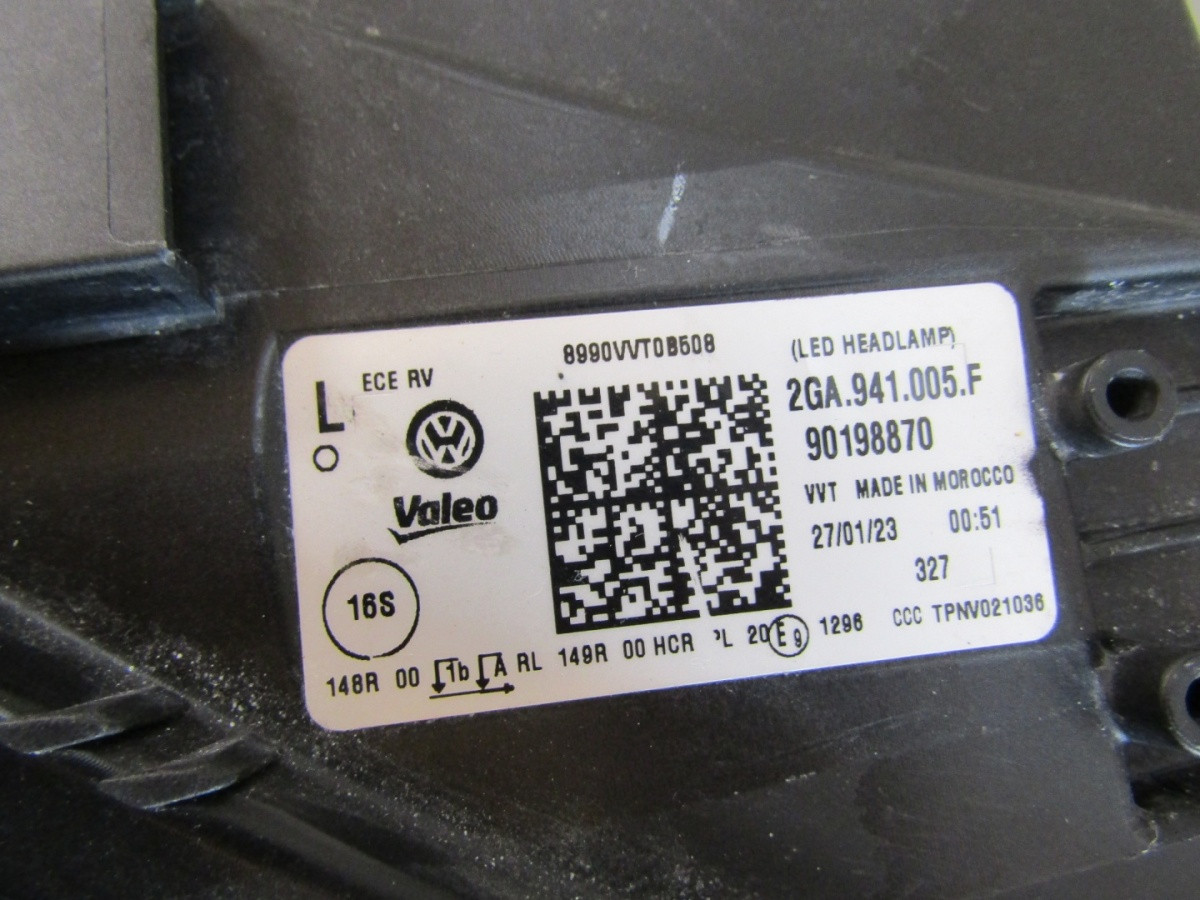 8990VVT0B508
(LED HEADLAMP)
L
ECE RV
2GA.941.005.F
90198870
Valeo
VVT MADE IN MOROCCO
27/01/23 00:51
16S
327
148R 00 1b A RL 149R 00 HCR PL 20 E9 1296 CCC TPNV021036